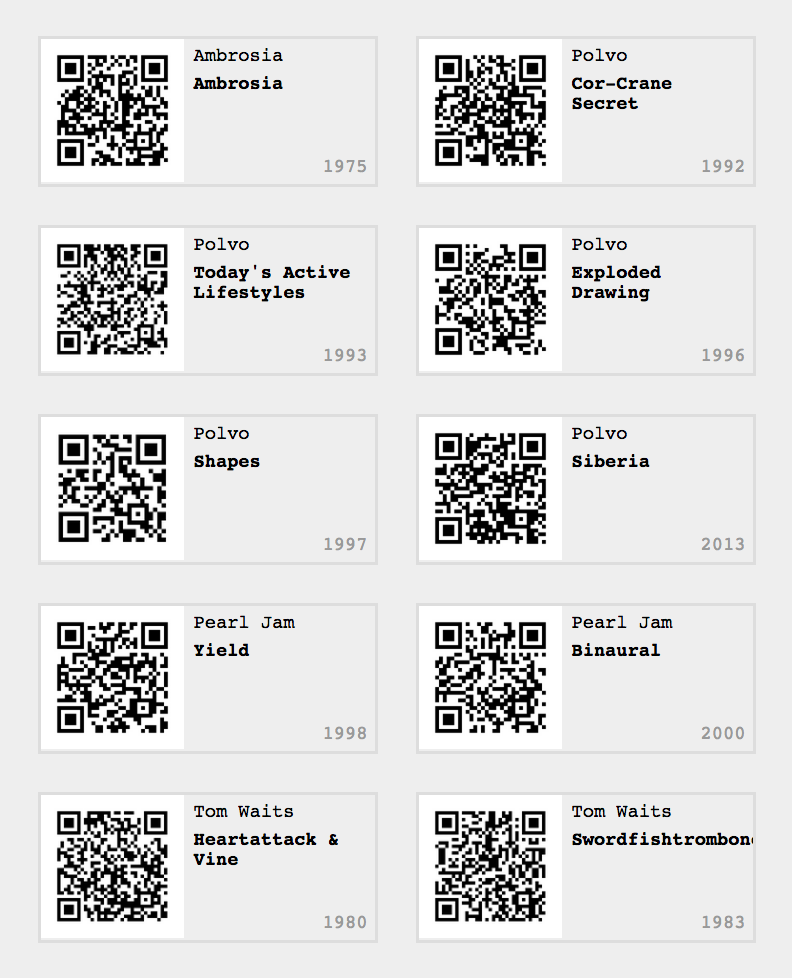 Ambrosia
Ambrosia
1975
Polvo
Cor-Crane
Secret
1992
Polvo
Today's Active
Lifestyles
1993
Polvo
Exploded
Drawing
1996
Polvo
Shapes
1997
Polvo
Siberia
2013
Pearl Jam
Yield
1998
Pearl Jam
Binaural
2000
Tom Waits
Heartattack &
Vine
1980
Tom Waits
Swordfishtrombon
1983